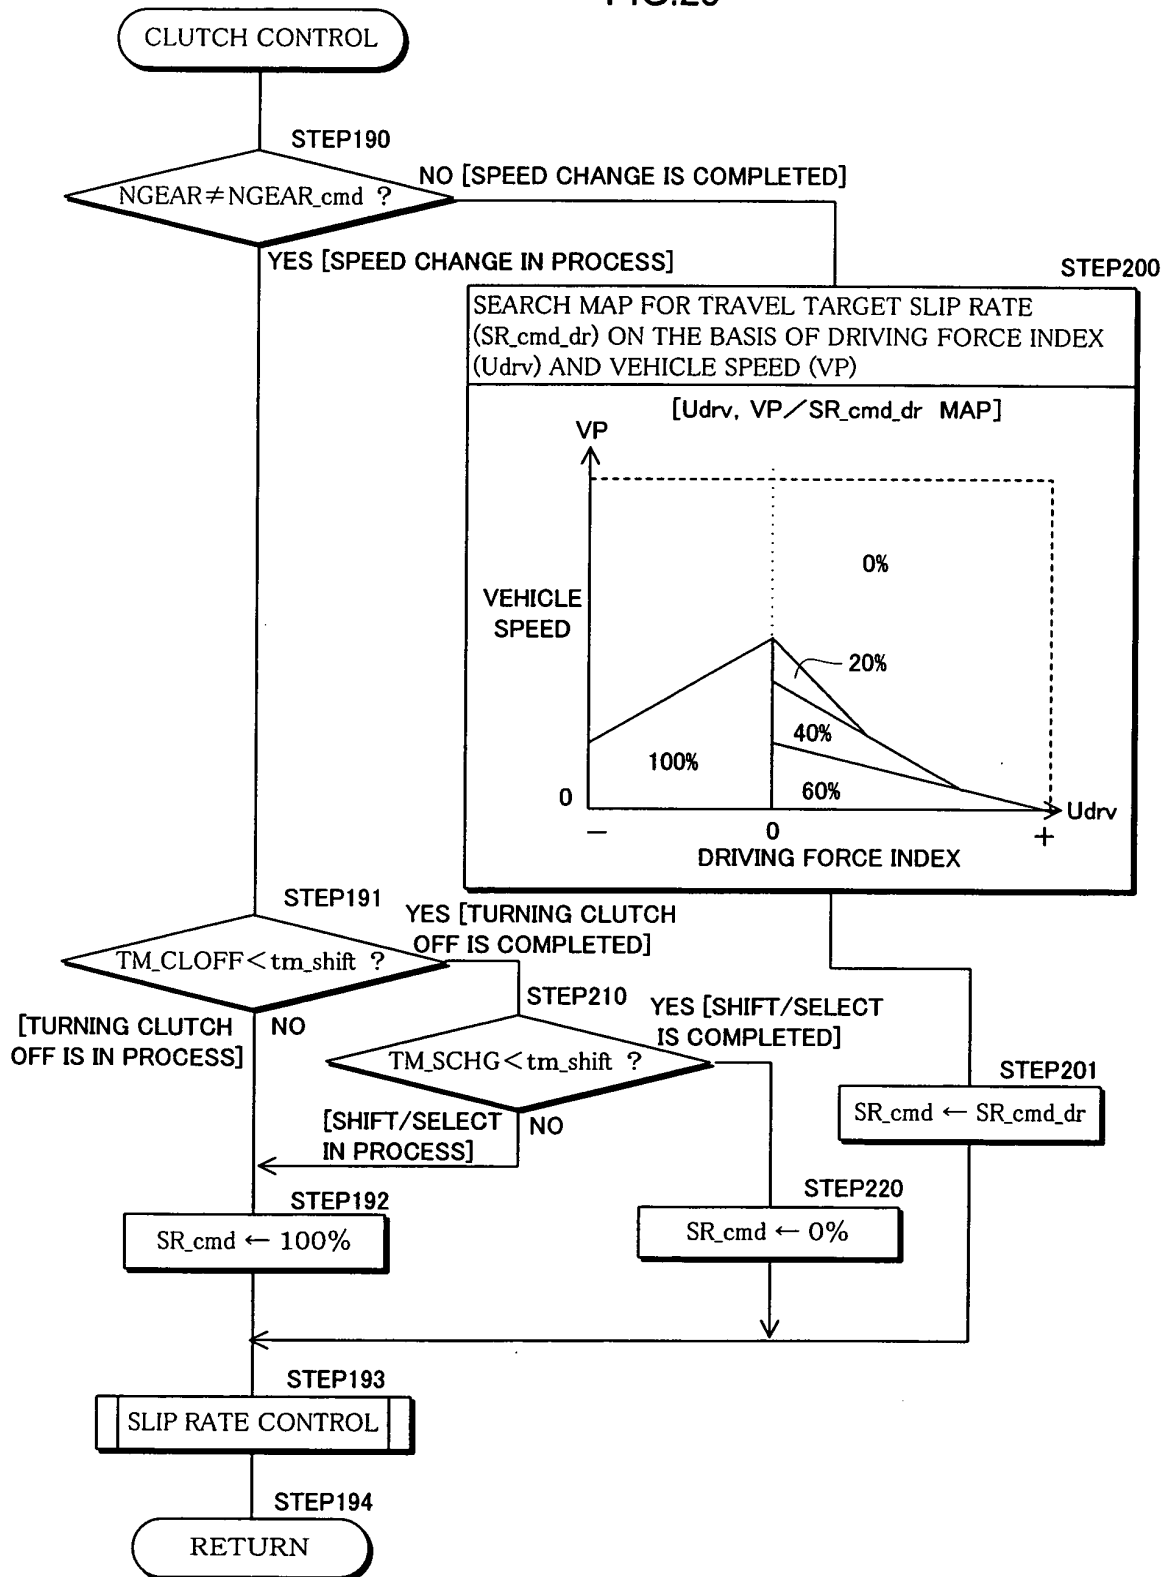 CLUTCH CONTROL
STEP190
NGEAR≠NGEAR_cmd ?
NO [SPEED CHANGE IS COMPLETED]
YES [SPEED CHANGE IN PROCESS]
STEP200
SEARCH MAP FOR TRAVEL TARGET SLIP RATE
(SR_cmd_dr) ON THE BASIS OF DRIVING FORCE INDEX
(Udrv) AND VEHICLE SPEED (VP)
[Udrv, VP／SR_cmd_dr MAP]
VP
0%
VEHICLE
SPEED
20%
40%
100%
60%
0
Udrv
－ 0 ＋
DRIVING FORCE INDEX
STEP191
TM_CLOFF<tm_shift ?
YES [TURNING CLUTCH
OFF IS COMPLETED]
[TURNING CLUTCH
OFF IS IN PROCESS]
NO
STEP210
TM_SCHG<tm_shift ?
YES [SHIFT/SELECT
IS COMPLETED]
[SHIFT/SELECT
IN PROCESS]
NO
STEP201
SR_cmd ← SR_cmd_dr
STEP192
SR_cmd ← 100%
STEP220
SR_cmd ← 0%
STEP193
SLIP RATE CONTROL
STEP194
RETURN